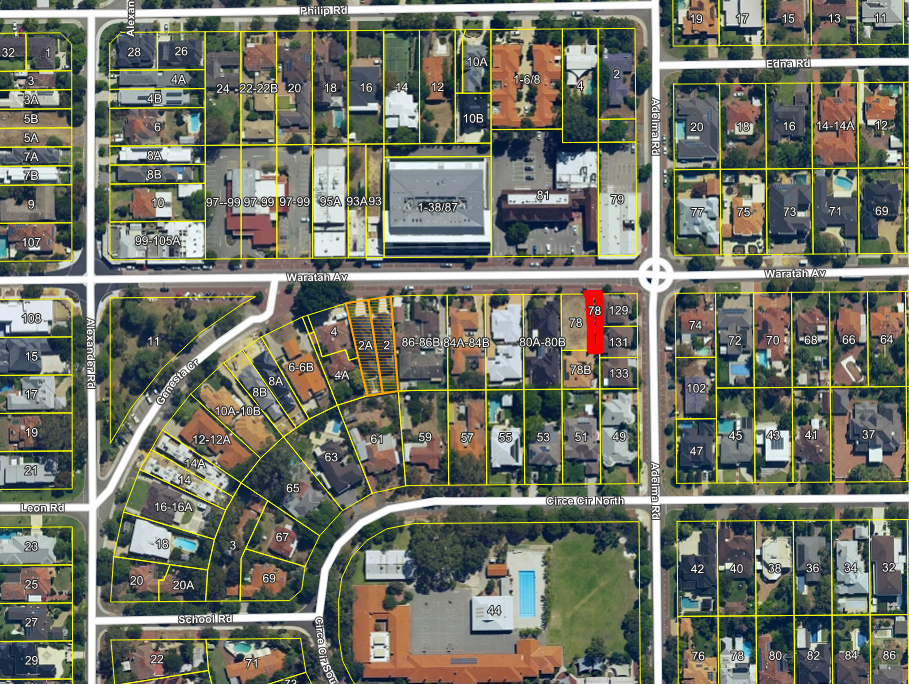 Philip Rd
Alexan
19 17 15 13 11
32 1 28 26
10A
3 4A 24 22-22B 20 18 16 14 12 1-6/8 4 2
Edna Rd
3A 4B
5B 6 10B
Adelma Rd
20 18 16 14-14A 12
5A
7A 8A
7B 8B
9 10 97--99 97-99 97-99 95A 93A 93 1-38/87 81 79
77 75 73 71 69
107 99-105A
Waratah Av
Waratah Av
108 11 4 78 78 129
74 72 70 68 66 64
15 2A 2 86-86B 84A-84B 80A-80B 131
Alexander Rd
Genesta Cr
6-6B 4A 78B 133
17 8B 8A 102
10A-10B
19 12-12A 63 61 59 57 55 53 51 49
47 45 43 41 37
21 14A
14 65
Adelma Rd
Leon Rd 16-16A
Circe Cir North
23 18 3 67
42 40 38 36 34 32
25 20 20A 69
44
School Rd
27
Circe Cir Sou
29 22 71
76 78 80 82 84 86